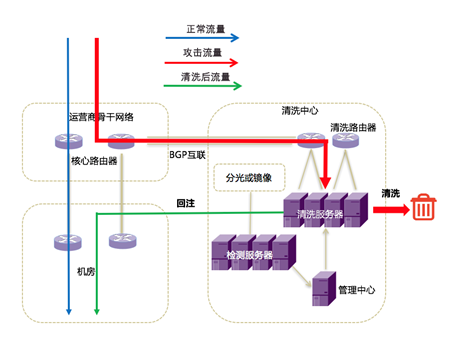 正常流量
攻击流量
清洗后流量
运营商骨干网络
清洗中心
清洗路由器
BGP互联
核心路由器
分光或镜像
清洗
回注
清洗服务器
检测服务器
机房
管理中心